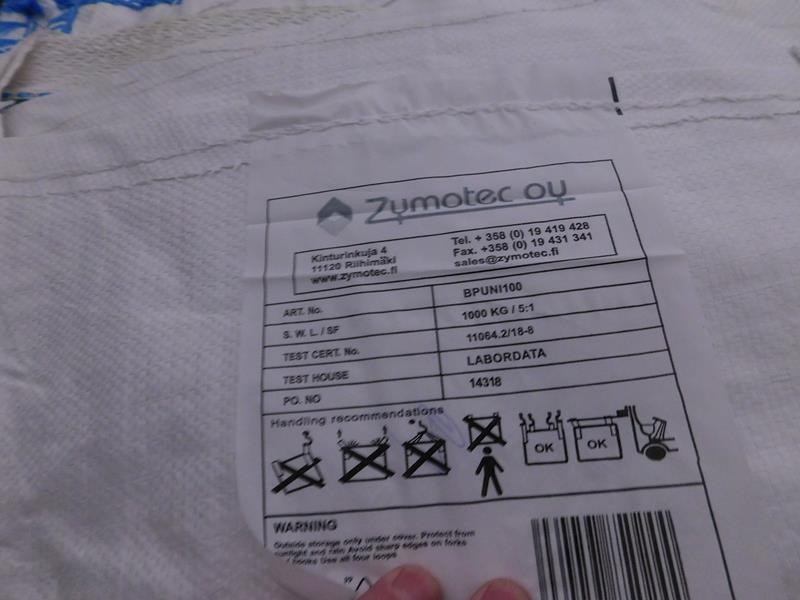 Zymotec oy
Kinturinkuja 4
11120 Riihimäki
www.zymotec.fi
Tel. + 358 (0) 19 419 428
Fax. +358 (0) 19 431 341
sales@zymotec.fi
ART. No. BPUNI100
S. W. L. / SF 1000 KG / 5:1
TEST CERT. No. 11064.2/18-8
TEST HOUSE LABORDATA
PO. NO 14318
Handling recommendations
OK OK
WARNING
Outside storage only under cover. Protect from
sunlight and rain Avoid sharp edges on forks
hooks Use all four loops